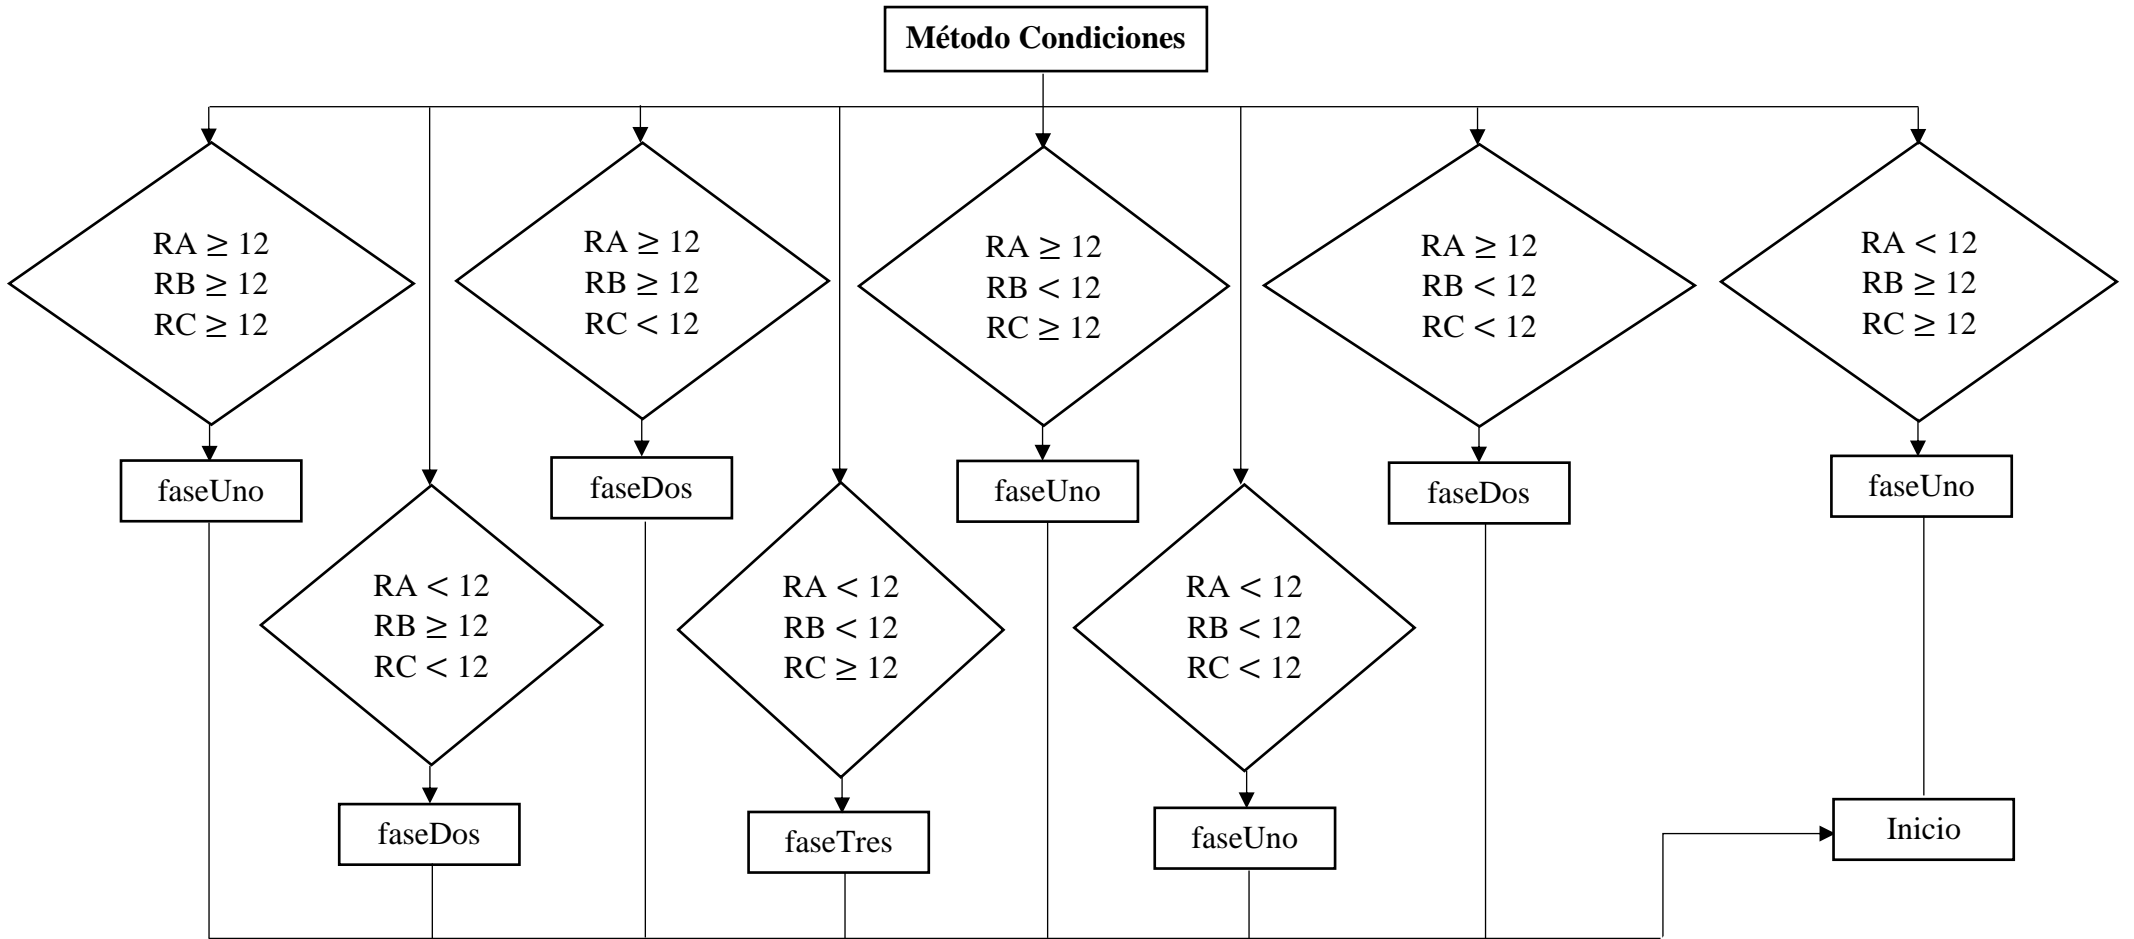 Método Condiciones
RA ≥ 12
RB ≥ 12
RC ≥ 12
RA ≥ 12
RB ≥ 12
RC < 12
RA ≥ 12
RB < 12
RC ≥ 12
RA ≥ 12
RB < 12
RC < 12
RA < 12
RB ≥ 12
RC ≥ 12
faseUno
faseDos
faseUno
faseDos
faseUno
RA < 12
RB ≥ 12
RC < 12
RA < 12
RB < 12
RC ≥ 12
RA < 12
RB < 12
RC < 12
faseDos
faseTres
faseUno
Inicio